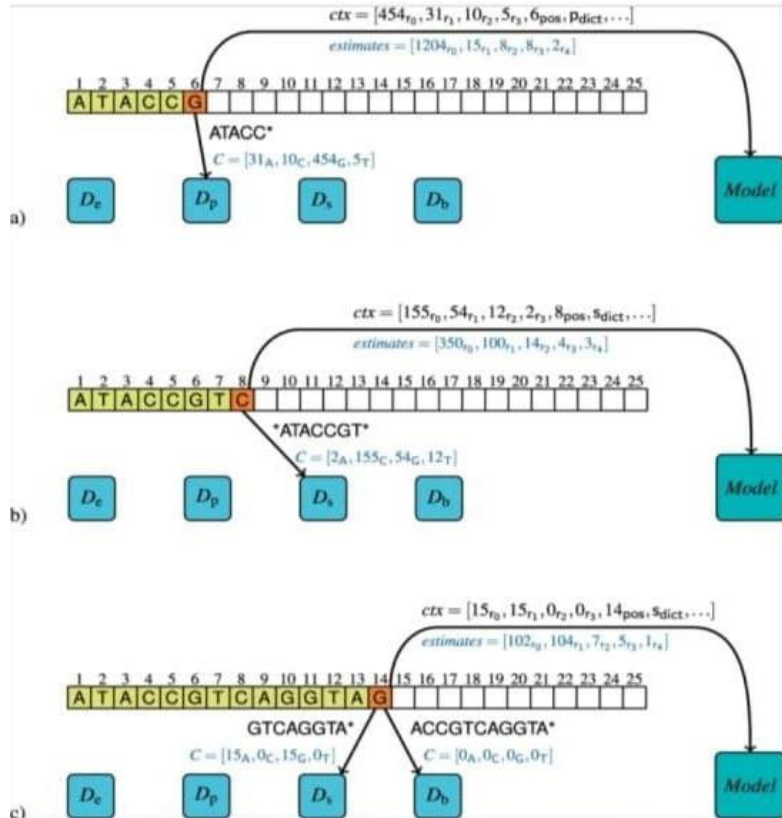 ctx = [454r₀, 31r₁, 10r₂, 5r₃, 6pos, pdict, …]
estimates = [1204r₀, 15r₁, 8r₂, 8r₃, 2r₄]
1 2 3 4 5 6 7 8 9 10 11 12 13 14 15 16 17 18 19 20 21 22 23 24 25
A T A C C G
ATACC*
C = [31A, 10C, 454G, 5T]
De Dp Ds Db Model
a)
ctx = [155r₀, 54r₁, 12r₂, 2r₃, 8pos, sdict, …]
estimates = [350r₀, 100r₁, 14r₂, 4r₃, 3r₄]
1 2 3 4 5 6 7 8 9 10 11 12 13 14 15 16 17 18 19 20 21 22 23 24 25
A T A C C G T C
*ATACCGT*
C = [2A, 155C, 54G, 12T]
De Dp Ds Db Model
b)
ctx = [15r₀, 15r₁, 0r₂, 0r₃, 14pos, sdict, …]
estimates = [102r₀, 104r₁, 7r₂, 5r₃, 1r₄]
1 2 3 4 5 6 7 8 9 10 11 12 13 14 15 16 17 18 19 20 21 22 23 24 25
A T A C C G T C A G G T A G
GTCAGGTA* ACCGTCAGGTA*
C = [15A, 0C, 15G, 0T] C = [0A, 0C, 0G, 0T]
De Dp Ds Db Model
c)